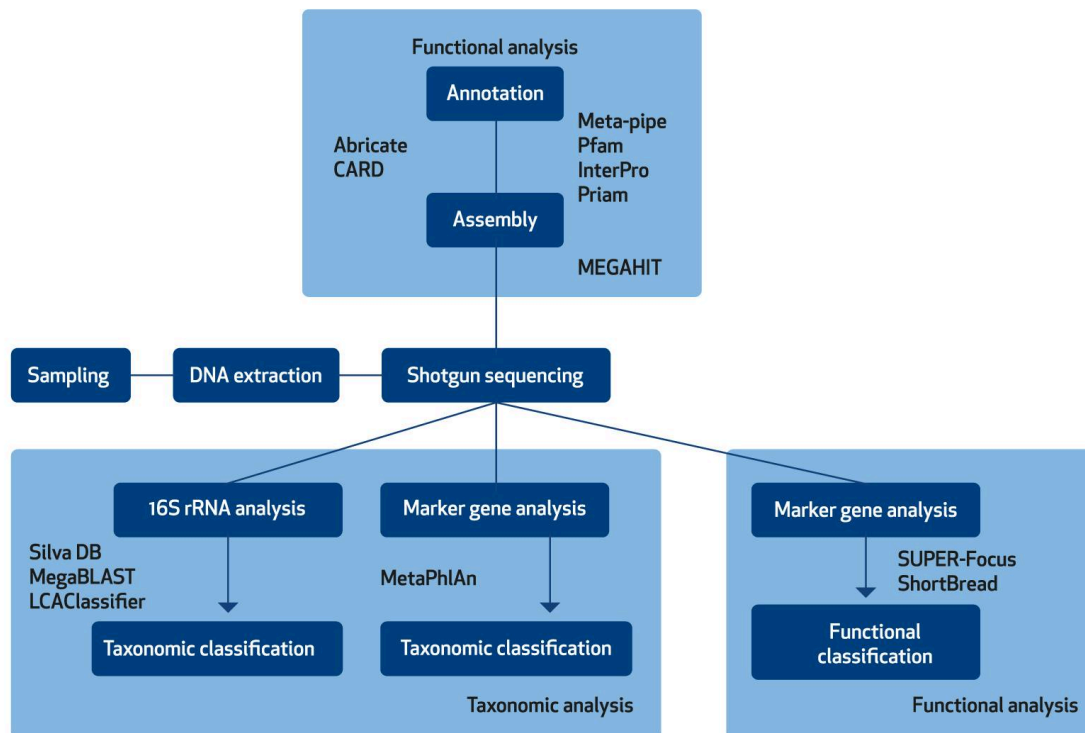 Functional analysis
Annotation
Abricate
CARD
Meta-pipe
Pfam
InterPro
Priam
Assembly
MEGAHIT
Sampling
DNA extraction
Shotgun sequencing
16S rRNA analysis
Silva DB
MegaBLAST
LCAClassifier
Taxonomic classification
Marker gene analysis
MetaPhlAn
Taxonomic classification
Taxonomic analysis
Marker gene analysis
SUPER-Focus
ShortBread
Functional
classification
Functional analysis